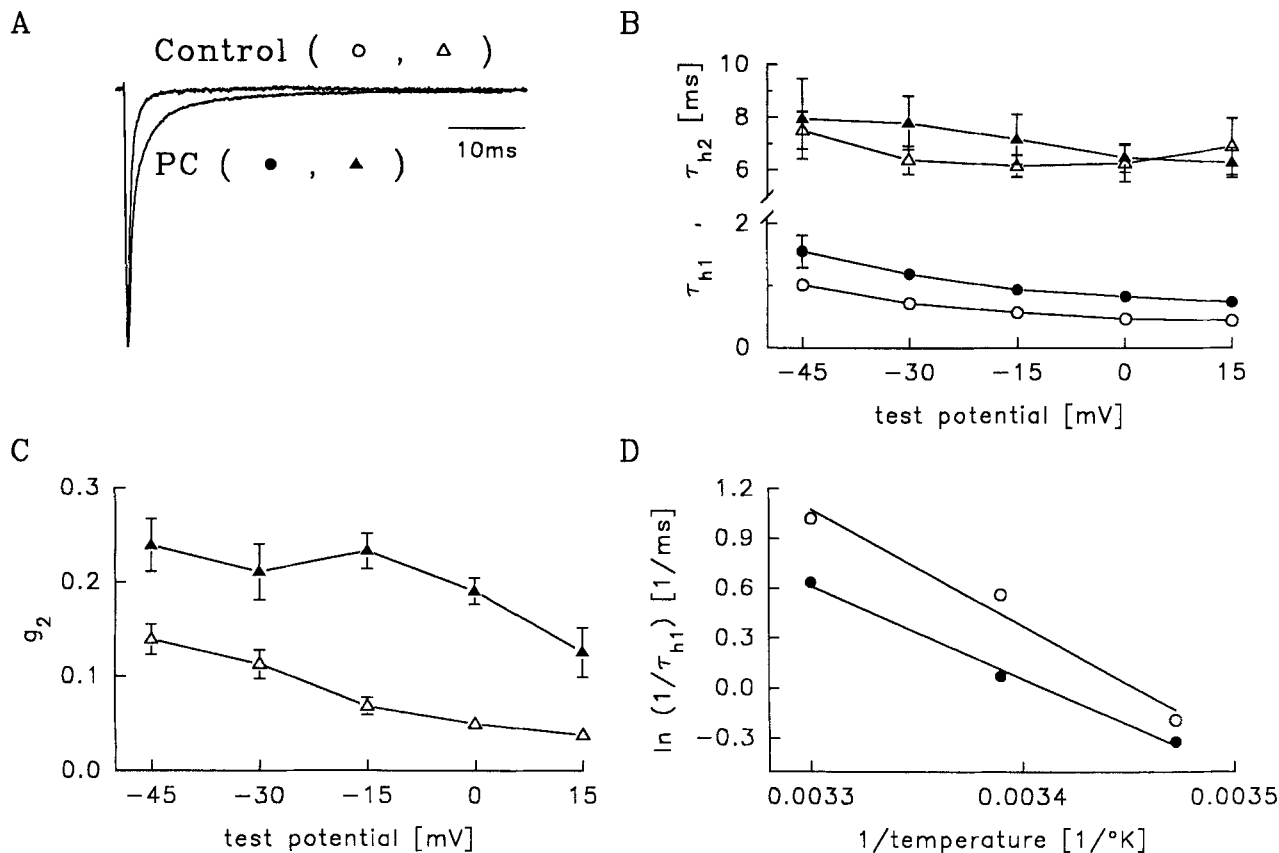 A
Control ( ○ , △ )
10ms
PC ( ● , ▲ )
B
τh1 , τh2 [ms]
10
8
6
2
0
−45
−30
−15
0
15
test potential [mV]
C
g2
0.3
0.2
0.1
0.0
−45
−30
−15
0
15
test potential [mV]
D
ln (1/τh1) [1/ms]
1.2
0.9
0.6
0.3
0.0
−0.3
0.0033
0.0034
0.0035
1/temperature [1/°K]